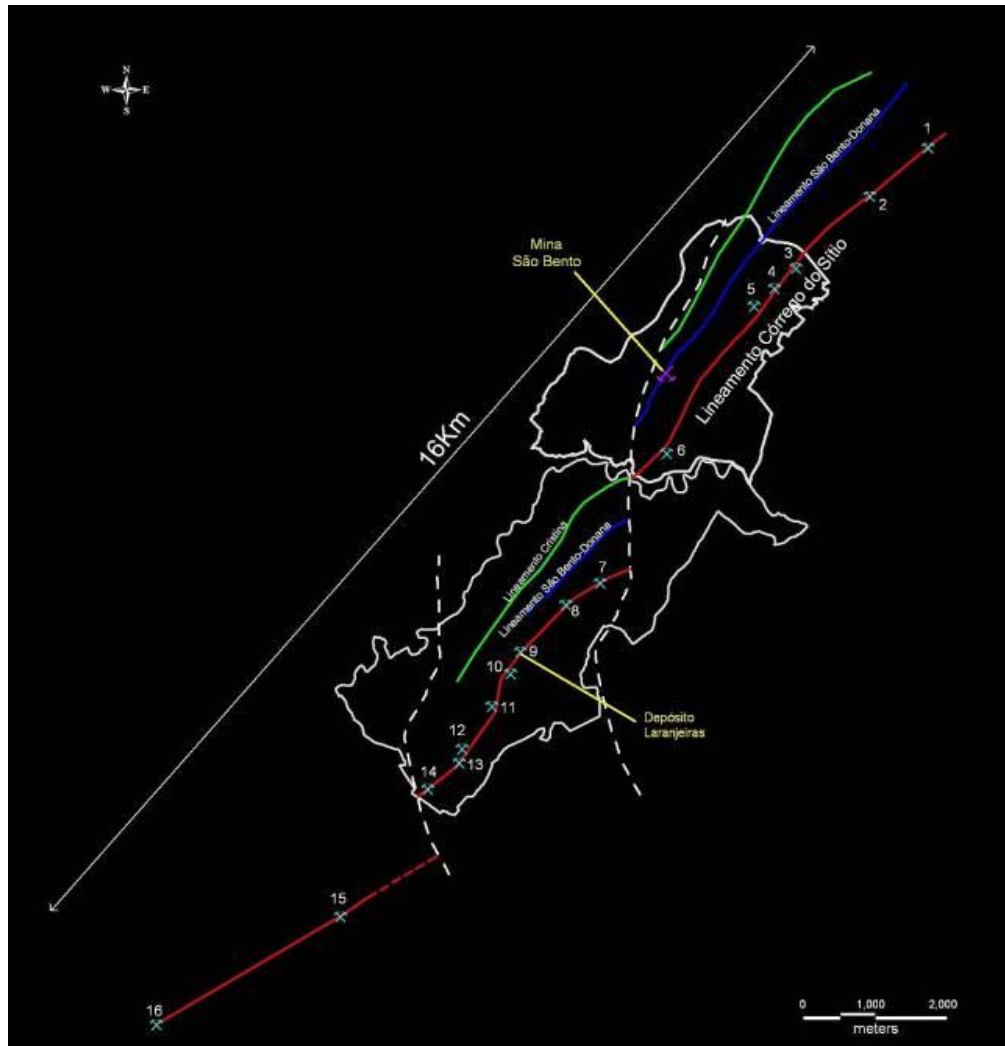 N
W E
S
1
Lineamento São Bento-Donana
2
Mina
São Bento
3
4
5
Lineamento Córrego do Sítio
16Km
6
Lineamento Cristina
Lineamento São Bento-Donana
7
8
9
10
11
Depósito
Laranjeiras
12
13
14
15
16
0 1,000 2,000
meters